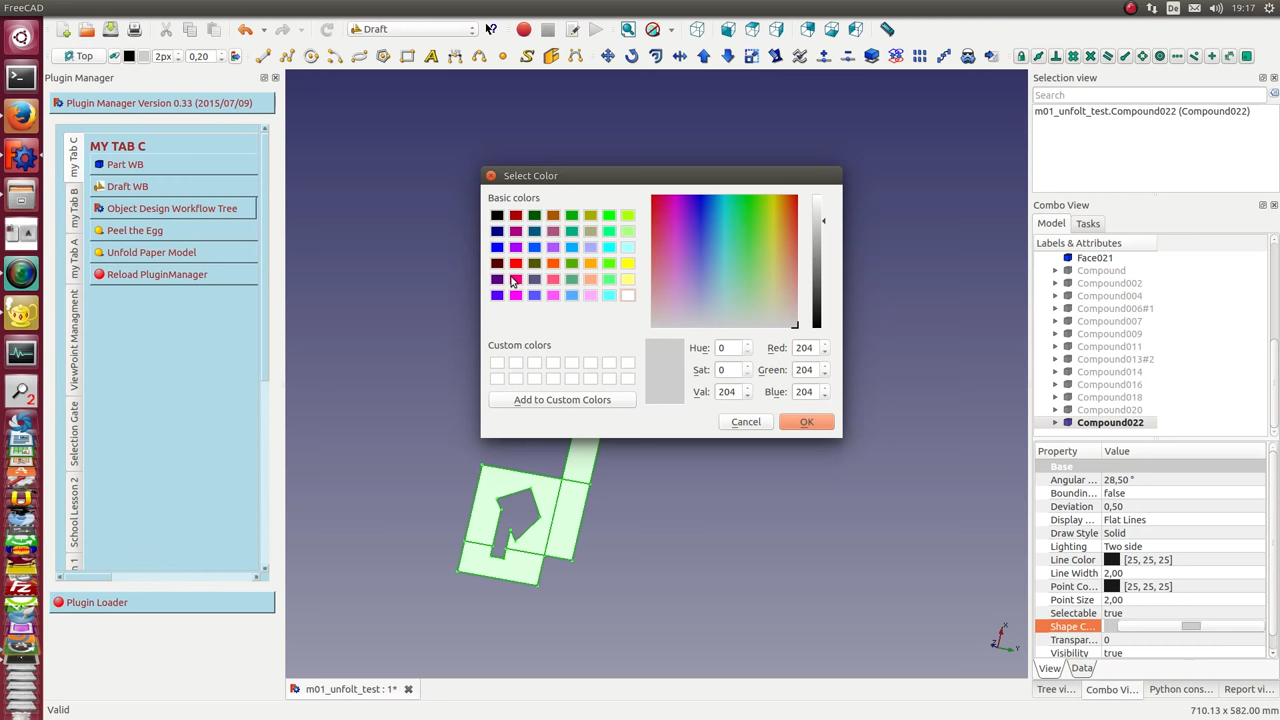 FreeCAD
De
19:17
Draft
Top
2px
0,20
Plugin Manager
Plugin Manager Version 0.33 (2015/07/09)
my Tab C
my Tab B
my Tab A
ViewPoint Managment
Selection Gate
School Lesson 2
MY TAB C
Part WB
Draft WB
Object Design Workflow Tree
Peel the Egg
Unfold Paper Model
Reload PluginManager
Plugin Loader
Select Color
Basic colors
Custom colors
Add to Custom Colors
Hue: 0
Red: 204
Sat: 0
Green: 204
Val: 204
Blue: 204
Cancel
OK
X
Y
Z
m01_unfolt_test : 1*
Selection view
Search
m01_unfolt_test.Compound022 (Compound022)
Combo View
Model
Tasks
Labels & Attributes
Face021
Compound
Compound002
Compound004
Compound006#1
Compound007
Compound009
Compound011
Compound013#2
Compound014
Compound016
Compound018
Compound020
Compound022
Property Value
Base
Angular ... 28,50 °
Boundin... false
Deviation 0,50
Display ... Flat Lines
Draw Style Solid
Lighting Two side
Line Color [25, 25, 25]
Line Width 2,00
Point Co... [25, 25, 25]
Point Size 2,00
Selectable true
Shape C...
Transpar... 0
Visibility true
View
Data
Tree vi...
Combo Vi...
Python cons...
Report vi...
Valid
710.13 x 582.00 mm